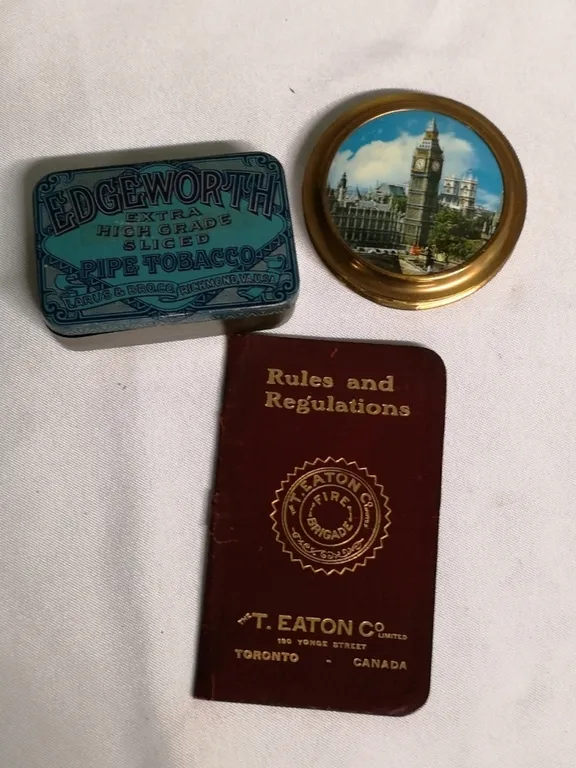 EDGEWORTH
EXTRA
HIGH GRADE
SLICED
PIPE TOBACCO
LARUS & BRO.CO. RICHMOND, VA. U.S.A.
Rules and
Regulations
T. EATON CO LIMITED
FIRE
BRIGADE
THE T. EATON CO LIMITED
190 YONGE STREET
TORONTO - CANADA